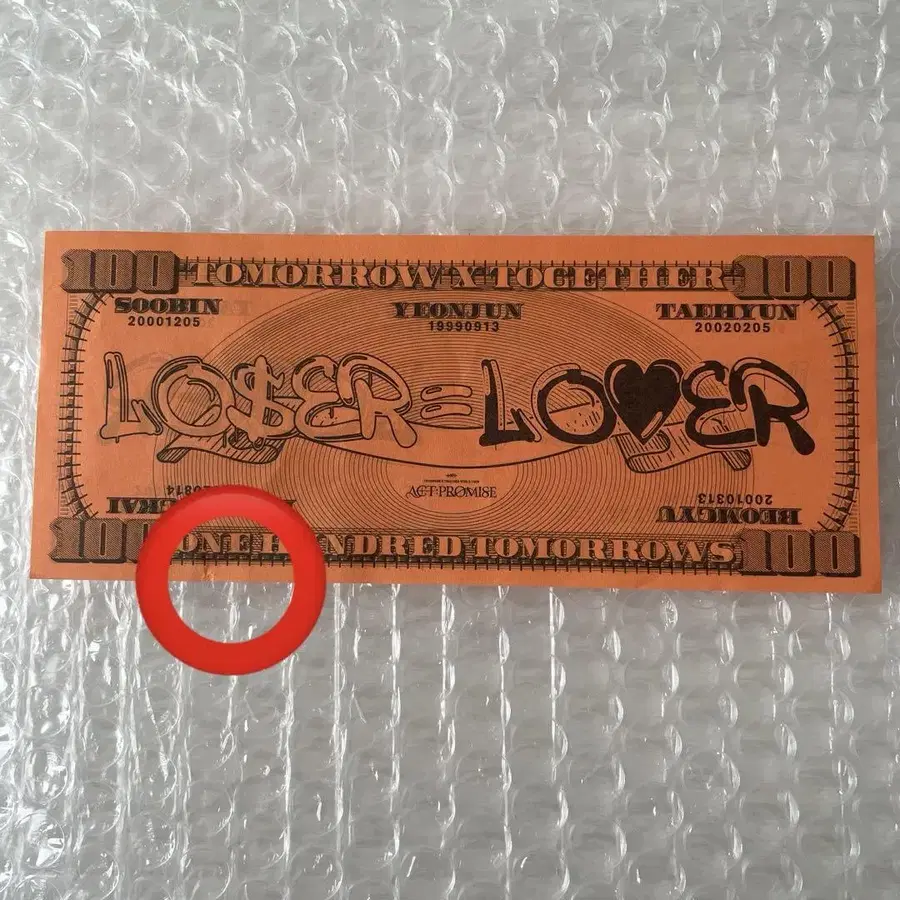 100 TOMORROW X TOGETHER 100
SOOBIN YEONJUN TAEHYUN
20001205 19990913 20020205
LO$ER=LO♥ER
ACT:PROMISE
20010313
BEOMGYU
100 ONE HUNDRED TOMORROWS 100